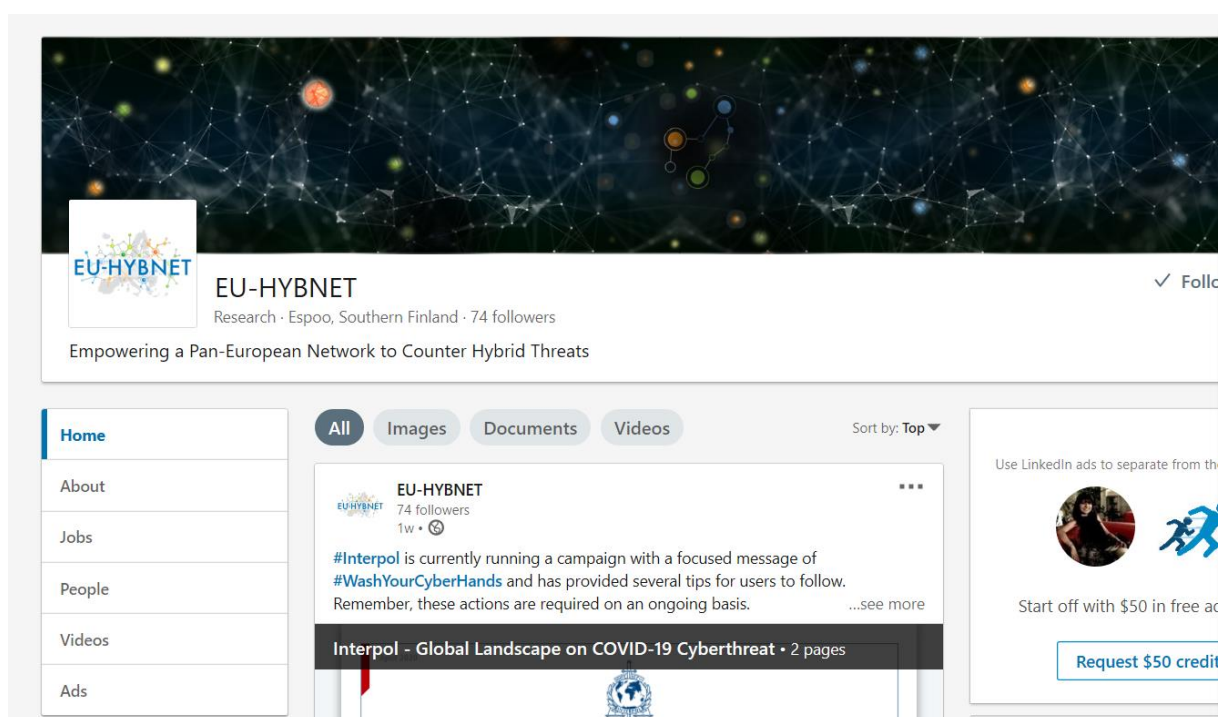 EU-HYBNET
EU-HYBNET
Research · Espoo, Southern Finland · 74 followers
Empowering a Pan-European Network to Counter Hybrid Threats
Home
About
Jobs
People
Videos
Ads
All Images Documents Videos
Sort by: Top
EU-HYBNET
EU-HYBNET
74 followers
1w •
#Interpol is currently running a campaign with a focused message of
#WashYourCyberHands and has provided several tips for users to follow.
Remember, these actions are required on an ongoing basis. ...see more
Interpol - Global Landscape on COVID-19 Cyberthreat • 2 pages
Use LinkedIn ads to separate from
Start off with $50 in free
Request $50 credit